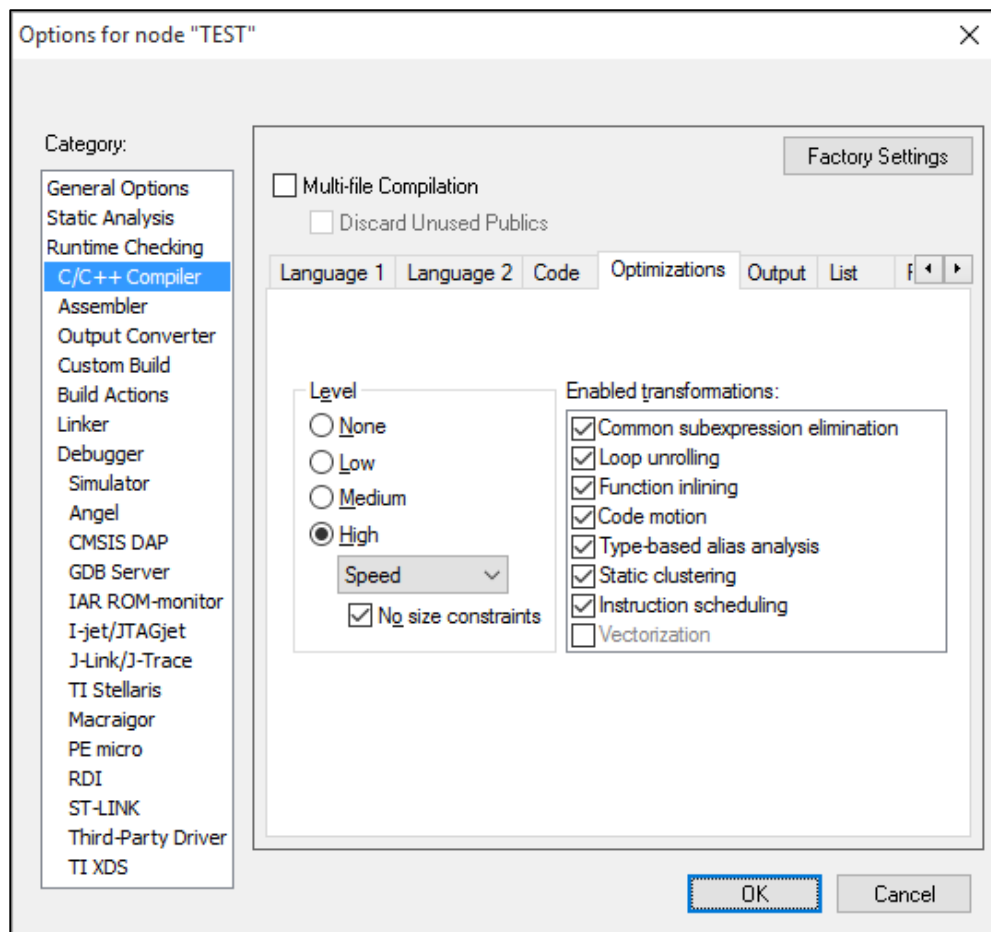 Options for node "TEST"
Category:
General Options
Static Analysis
Runtime Checking
C/C++ Compiler
Assembler
Output Converter
Custom Build
Build Actions
Linker
Debugger
Simulator
Angel
CMSIS DAP
GDB Server
IAR ROM-monitor
I-jet/JTAGjet
J-Link/J-Trace
TI Stellaris
Macraigor
PE micro
RDI
ST-LINK
Third-Party Driver
TI XDS
Factory Settings
Multi-file Compilation
Discard Unused Publics
Language 1 Language 2 Code Optimizations Output List
Level
None
Low
Medium
High
Speed
No size constraints
Enabled transformations:
Common subexpression elimination
Loop unrolling
Function inlining
Code motion
Type-based alias analysis
Static clustering
Instruction scheduling
Vectorization
OK Cancel